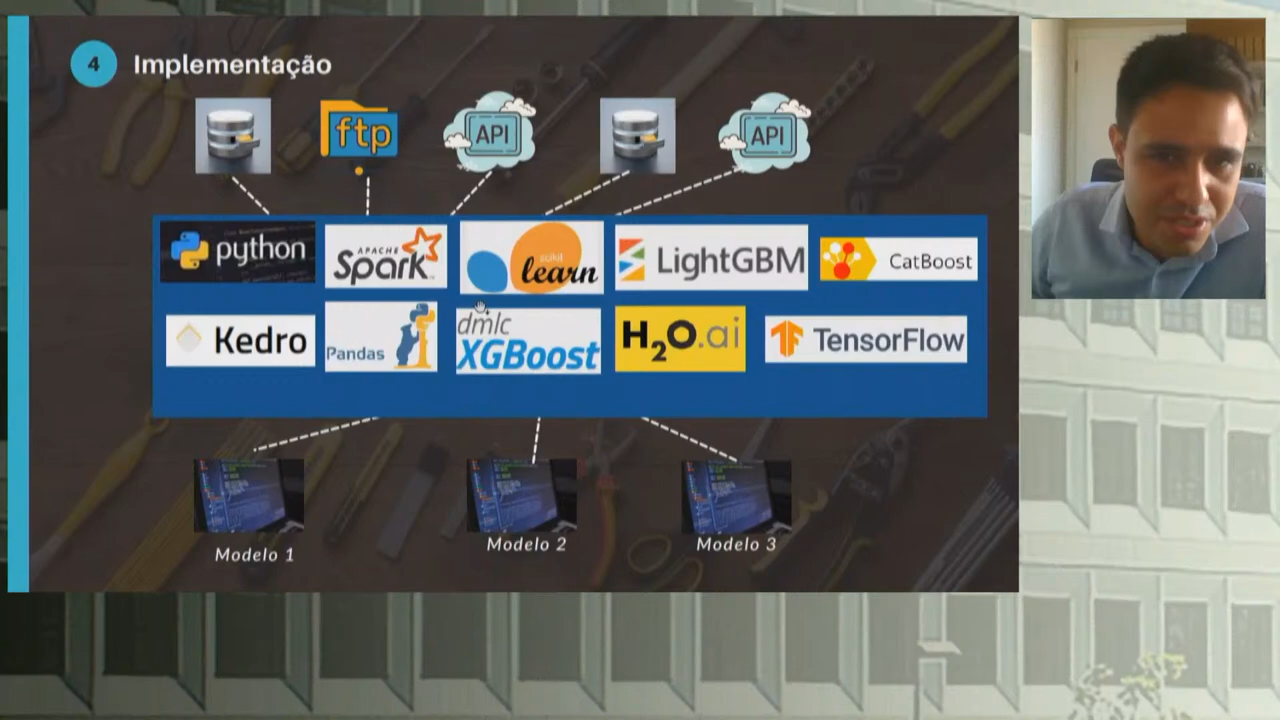 4 Implementação
ftp
API
API
python
APACHE
Spark
scikit
learn
LightGBM
CatBoost
Kedro
Pandas
dmlc
XGBoost
H2O.ai
TensorFlow
Modelo 1
Modelo 2
Modelo 3